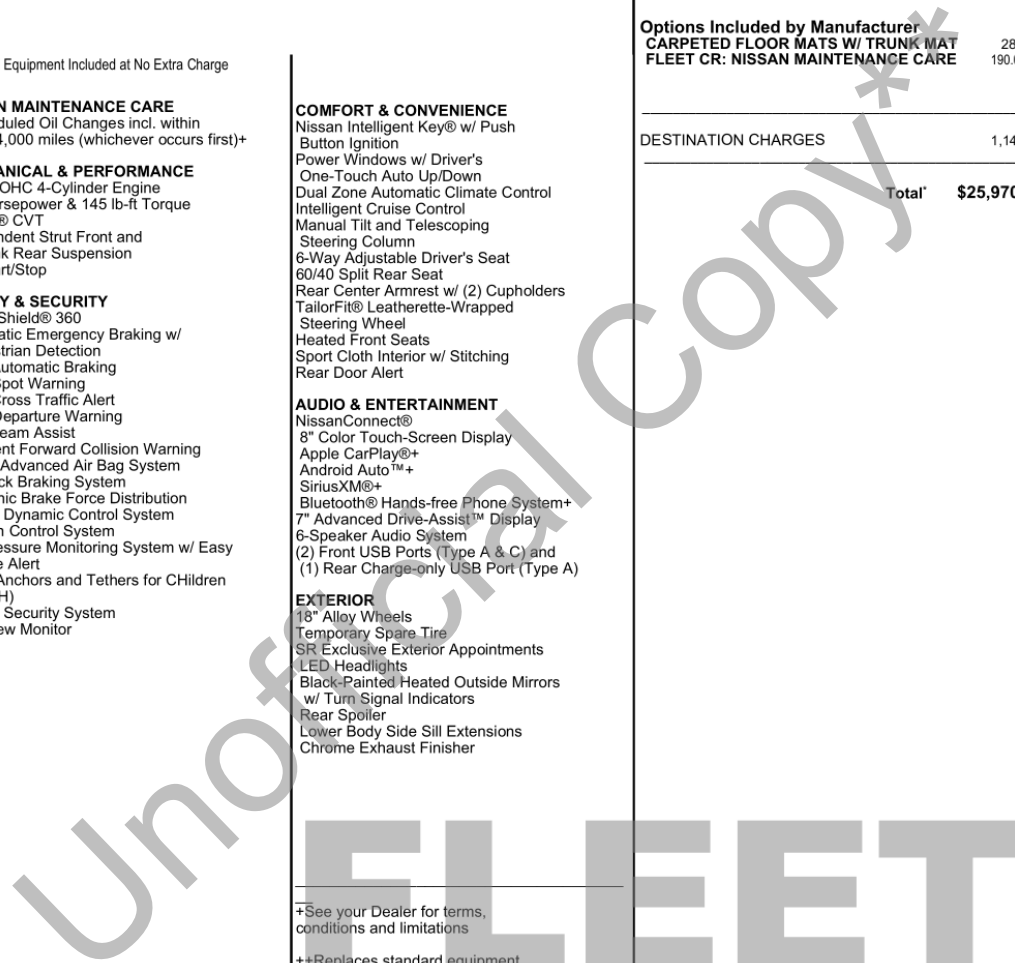 Equipment Included at No Extra Charge
N MAINTENANCE CARE
duled Oil Changes incl. within
4,000 miles (whichever occurs first)+
ANICAL & PERFORMANCE
OHC 4-Cylinder Engine
rsepower & 145 lb-ft Torque
® CVT
ndent Strut Front and
k Rear Suspension
rt/Stop
Y & SECURITY
Shield® 360
atic Emergency Braking w/
trian Detection
Automatic Braking
Spot Warning
Cross Traffic Alert
Departure Warning
eam Assist
ent Forward Collision Warning
Advanced Air Bag System
ck Braking System
nic Brake Force Distribution
Dynamic Control System
n Control System
essure Monitoring System w/ Easy
e Alert
Anchors and Tethers for CHildren
H)
Security System
ew Monitor
COMFORT & CONVENIENCE
Nissan Intelligent Key® w/ Push
Button Ignition
Power Windows w/ Driver's
One-Touch Auto Up/Down
Dual Zone Automatic Climate Control
Intelligent Cruise Control
Manual Tilt and Telescoping
Steering Column
6-Way Adjustable Driver's Seat
60/40 Split Rear Seat
Rear Center Armrest w/ (2) Cupholders
TailorFit® Leatherette-Wrapped
Steering Wheel
Heated Front Seats
Sport Cloth Interior w/ Stitching
Rear Door Alert
AUDIO & ENTERTAINMENT
NissanConnect®
8" Color Touch-Screen Display
Apple CarPlay®+
Android Auto™+
SiriusXM®+
Bluetooth® Hands-free Phone System+
7" Advanced Drive-Assist™ Display
6-Speaker Audio System
(2) Front USB Ports (Type A & C) and
(1) Rear Charge-only USB Port (Type A)
EXTERIOR
18" Alloy Wheels
Temporary Spare Tire
SR Exclusive Exterior Appointments
LED Headlights
Black-Painted Heated Outside Mirrors
w/ Turn Signal Indicators
Rear Spoiler
Lower Body Side Sill Extensions
Chrome Exhaust Finisher
+See your Dealer for terms,
conditions and limitations
++Replaces standard equipment
Options Included by Manufacturer
CARPETED FLOOR MATS W/ TRUNK MAT 28
FLEET CR: NISSAN MAINTENANCE CARE 190.
DESTINATION CHARGES 1,14
Total* $25,970
Unofficial Copy**
FLEET